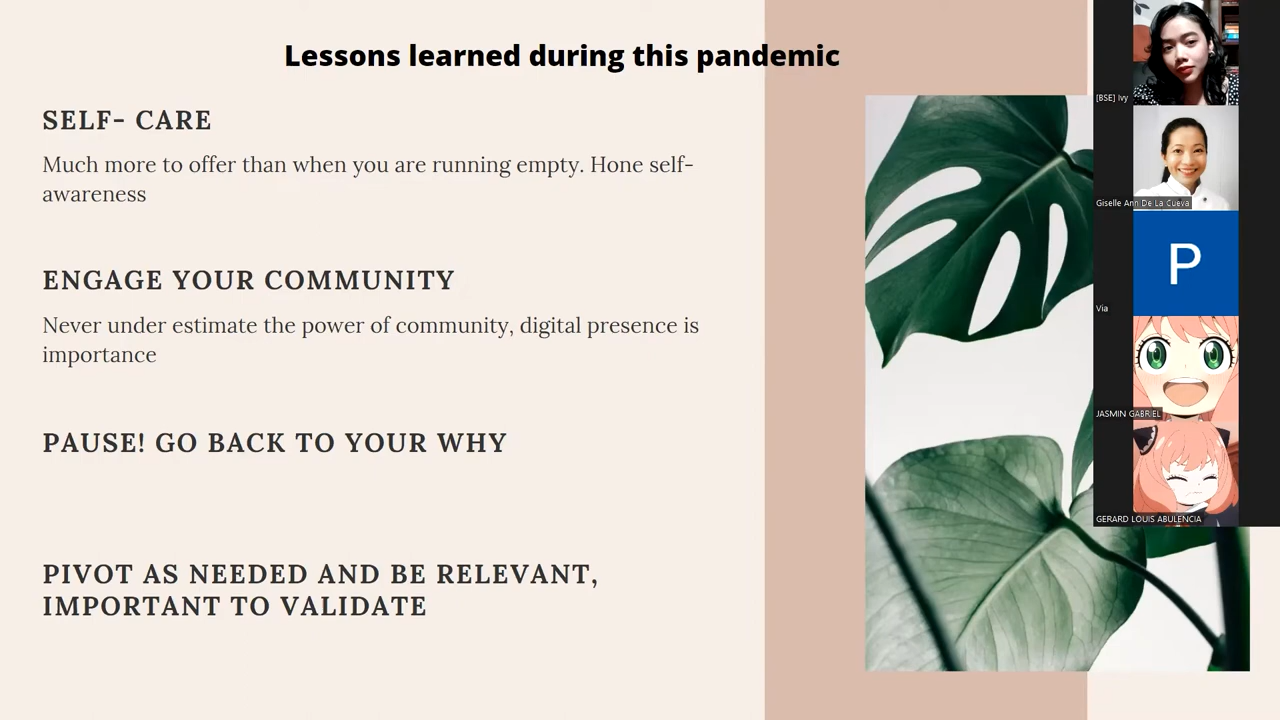 Lessons learned during this pandemic
SELF- CARE
Much more to offer than when you are running empty. Hone self-
awareness
ENGAGE YOUR COMMUNITY
Never under estimate the power of community, digital presence is
importance
PAUSE! GO BACK TO YOUR WHY
PIVOT AS NEEDED AND BE RELEVANT,
IMPORTANT TO VALIDATE
[BSE] Ivy
Giselle Ann De La Cueva
P
Via
JASMIN GABRIEL
GERARD LOUIS ABULENCIA